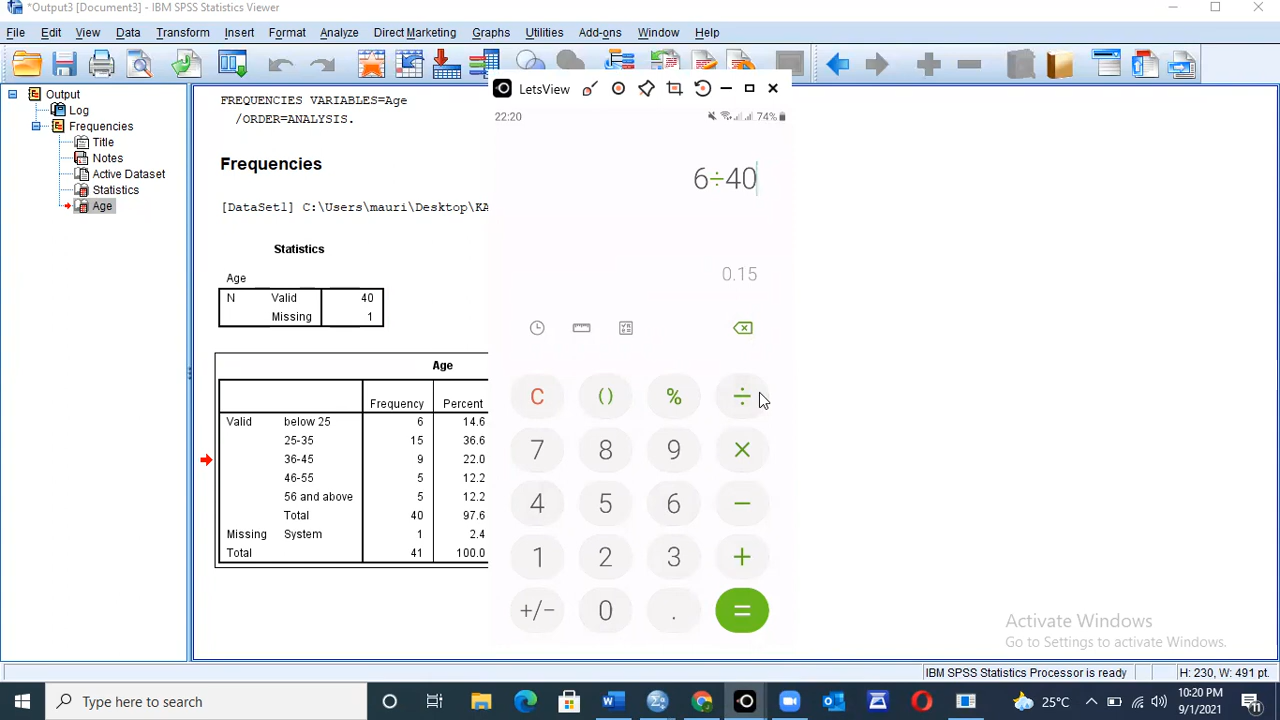 *Output3 [Document3] - IBM SPSS Statistics Viewer
File Edit View Data Transform Insert Format Analyze Direct Marketing Graphs Utilities Add-ons Window Help
Output
Log
Frequencies
Title
Notes
Active Dataset
Statistics
Age
FREQUENCIES VARIABLES=Age
/ORDER=ANALYSIS.
Frequencies
[DataSet1] C:\Users\mauri\Desktop\KA
Statistics
Age
N Valid 40
Missing 1
Age
Frequency Percent
Valid below 25 6 14.6
25-35 15 36.6
36-45 9 22.0
46-55 5 12.2
56 and above 5 12.2
Total 40 97.6
Missing System 1 2.4
Total 41 100.0
LetsView
22:20 74%
6÷40
0.15
C () % ÷
7 8 9 ×
4 5 6 −
1 2 3 +
+/− 0 . =
Activate Windows
Go to Settings to activate Windows.
IBM SPSS Statistics Processor is ready H: 230, W: 491 pt.
Type here to search
25°C
10:20 PM
9/1/2021
11